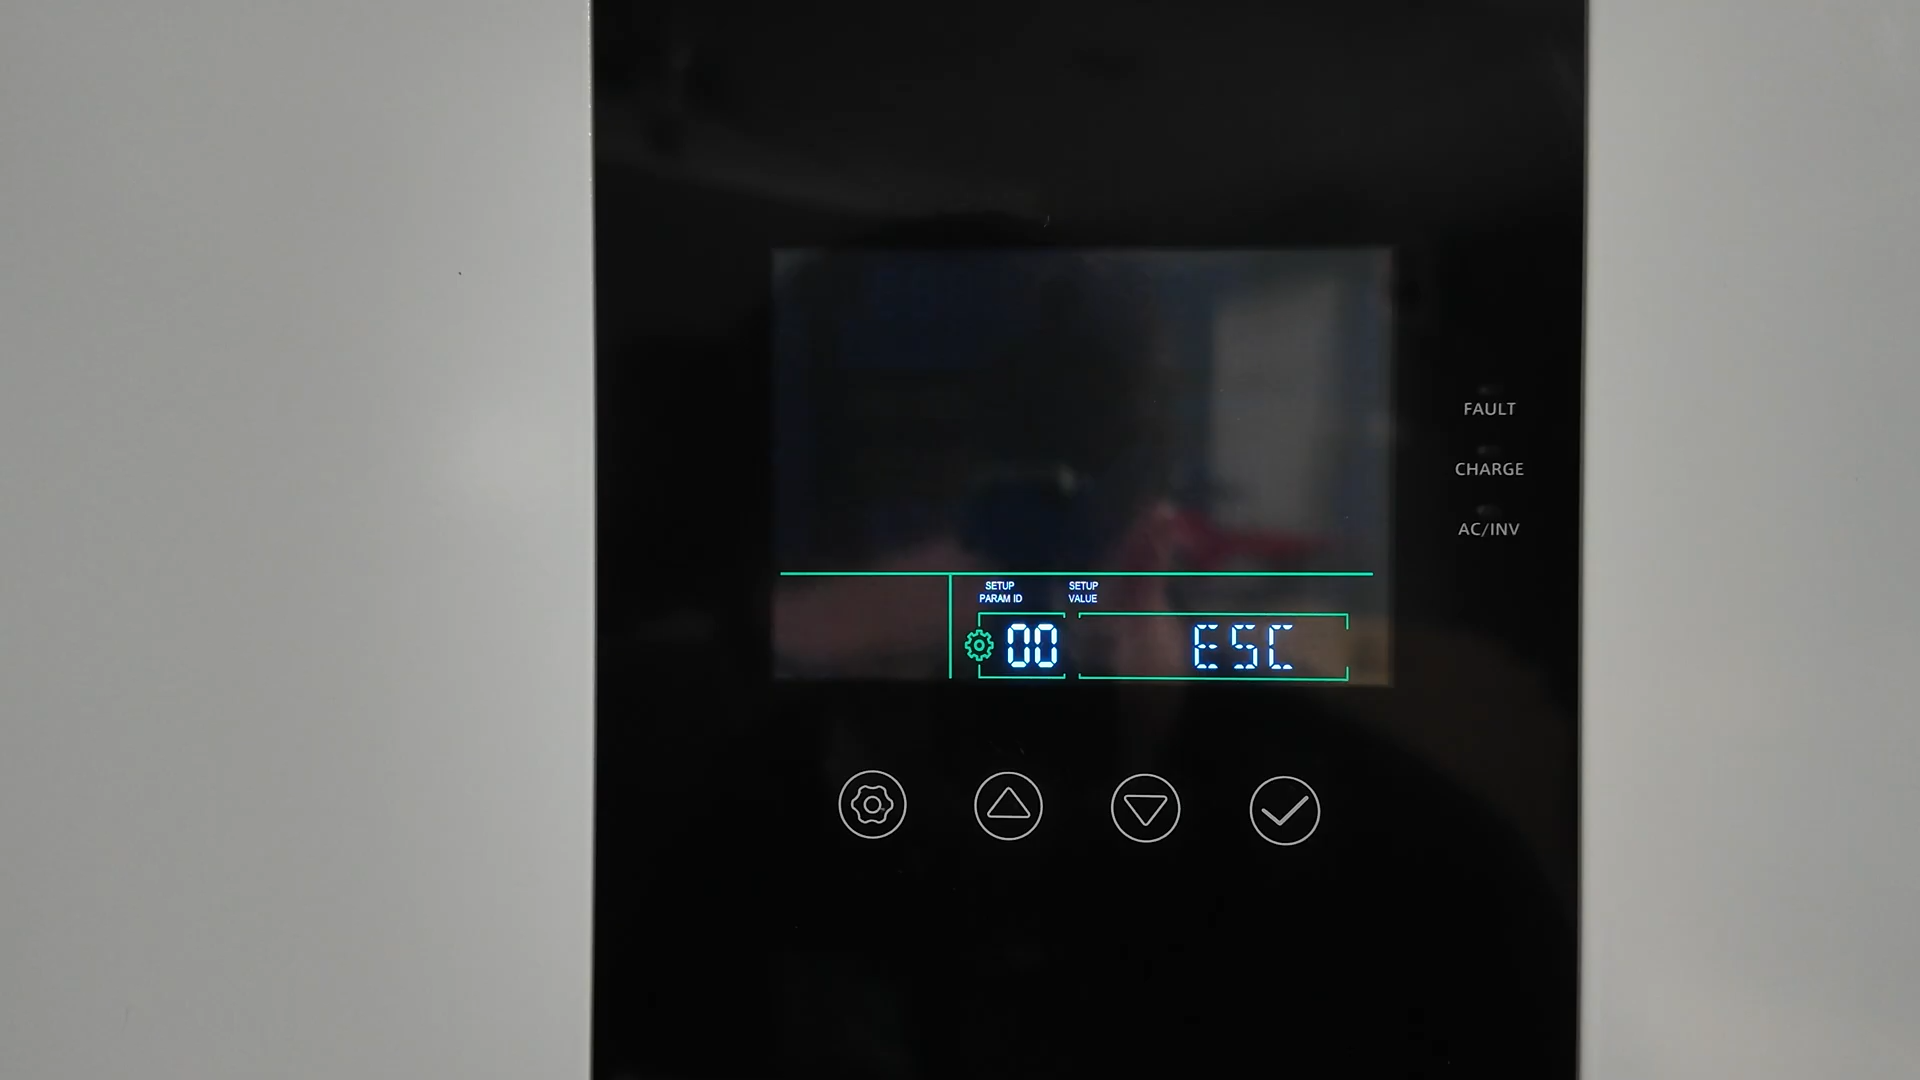 FAULT
CHARGE
AC/INV
SETUP PARAM ID
SETUP VALUE
00
ESC